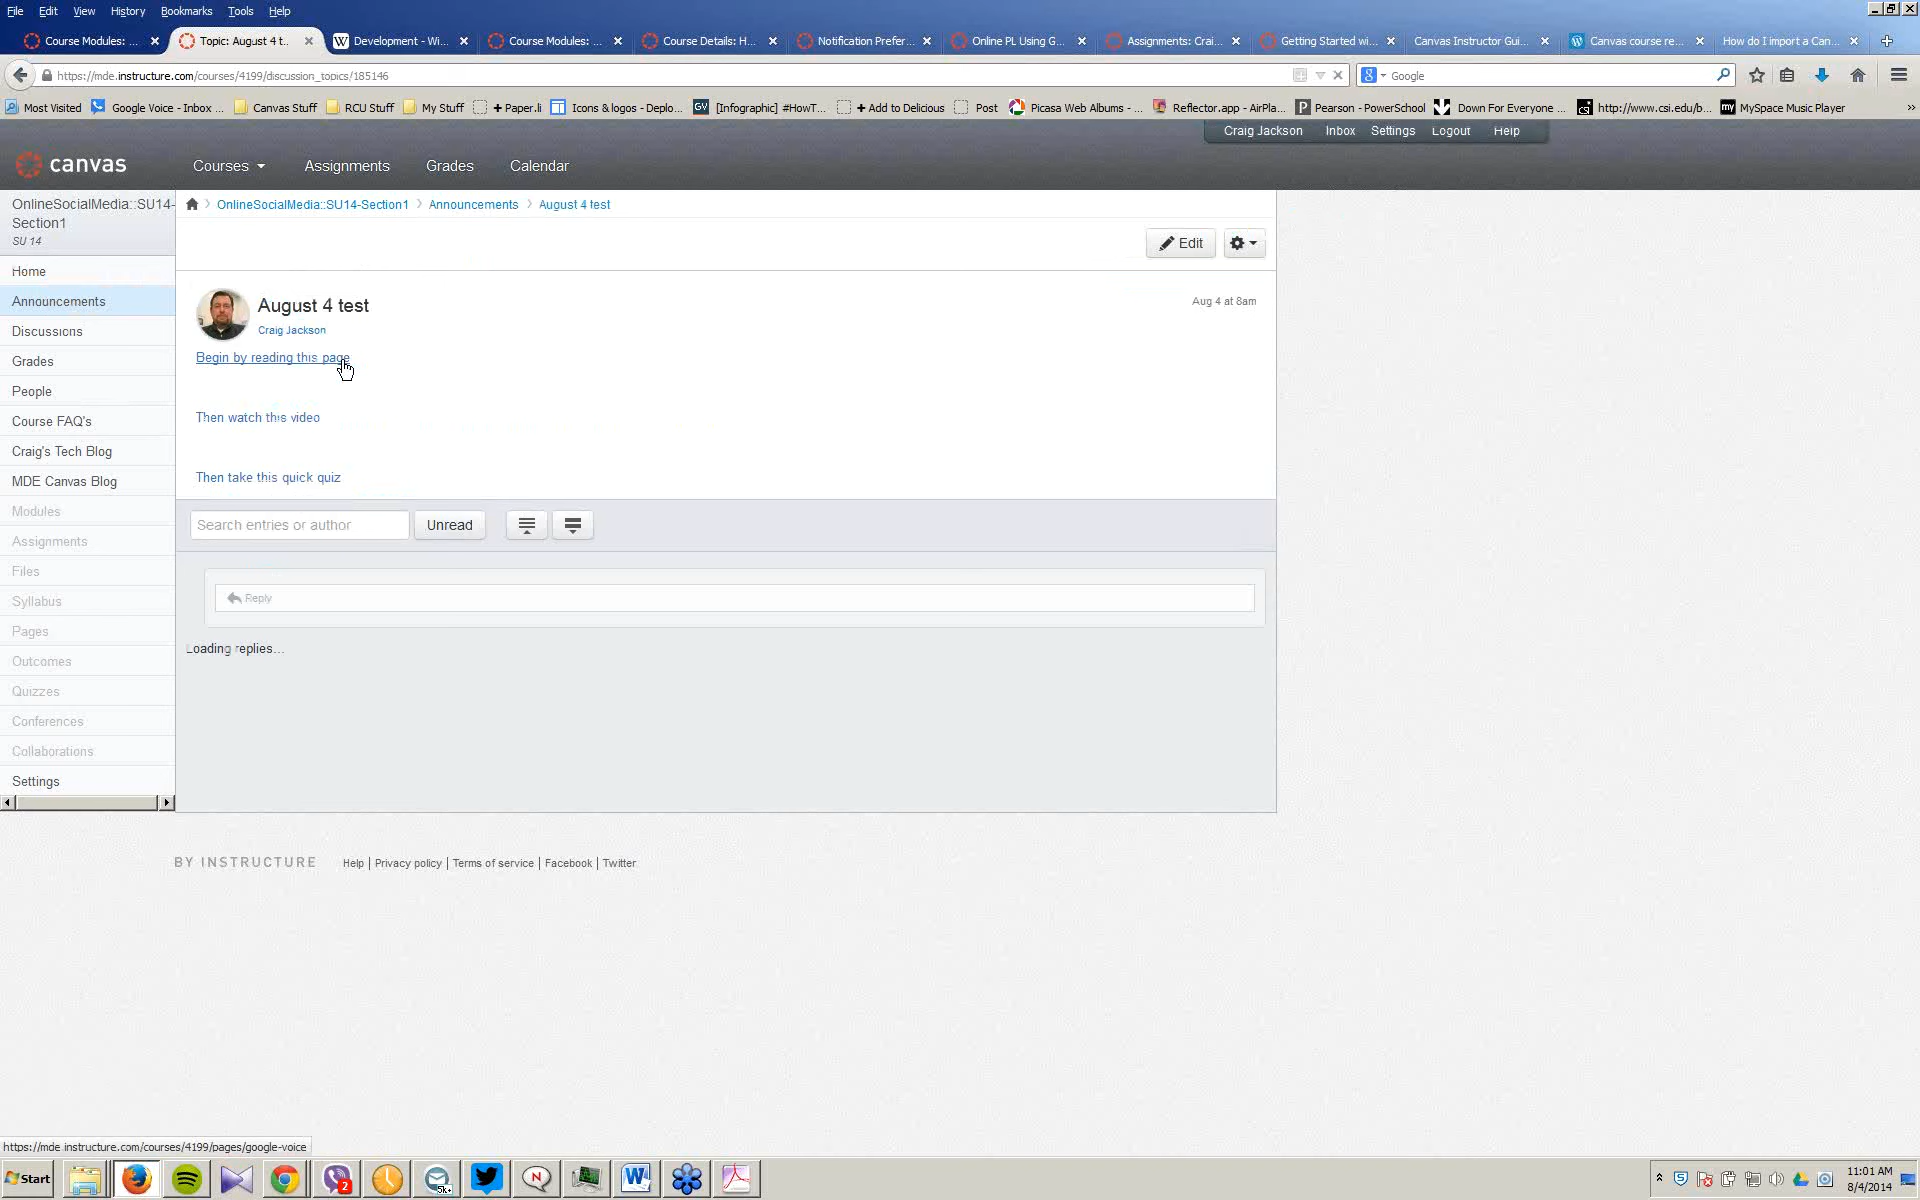 File Edit View History Bookmarks Tools Help
Course Modules: ... Topic: August 4 t... Development - Wi... Course Modules: ... Course Details: H... Notification Prefer... Online PL Using G... Assignments: Crai... Getting Started wi... Canvas Instructor Gui... Canvas course re... How do I import a Can...
https://mde.instructure.com/courses/4199/discussion_topics/185146 Google
Most Visited Google Voice - Inbox ... Canvas Stuff RCU Stuff My Stuff + Paper.li Icons & logos - Deplo... [Infographic] #HowT... + Add to Delicious Post Picasa Web Albums - ... Reflector.app - AirPla... Pearson - PowerSchool Down For Everyone ... http://www.csi.edu/b... MySpace Music Player
Craig Jackson Inbox Settings Logout Help
canvas Courses Assignments Grades Calendar
OnlineSocialMedia::SU14-
Section1
SU 14
OnlineSocialMedia::SU14-Section1 Announcements August 4 test
Edit
Home
Announcements
Discussions
Grades
People
Course FAQ's
Craig's Tech Blog
MDE Canvas Blog
Modules
Assignments
Files
Syllabus
Pages
Outcomes
Quizzes
Conferences
Collaborations
Settings
August 4 test
Aug 4 at 8am
Craig Jackson
Begin by reading this page
Then watch this video
Then take this quick quiz
Search entries or author Unread
Reply
Loading replies...
BY INSTRUCTURE Help | Privacy policy | Terms of service | Facebook | Twitter
https://mde.instructure.com/courses/4199/pages/google-voice
Start 2 5k+ N W
11:01 AM
8/4/2014